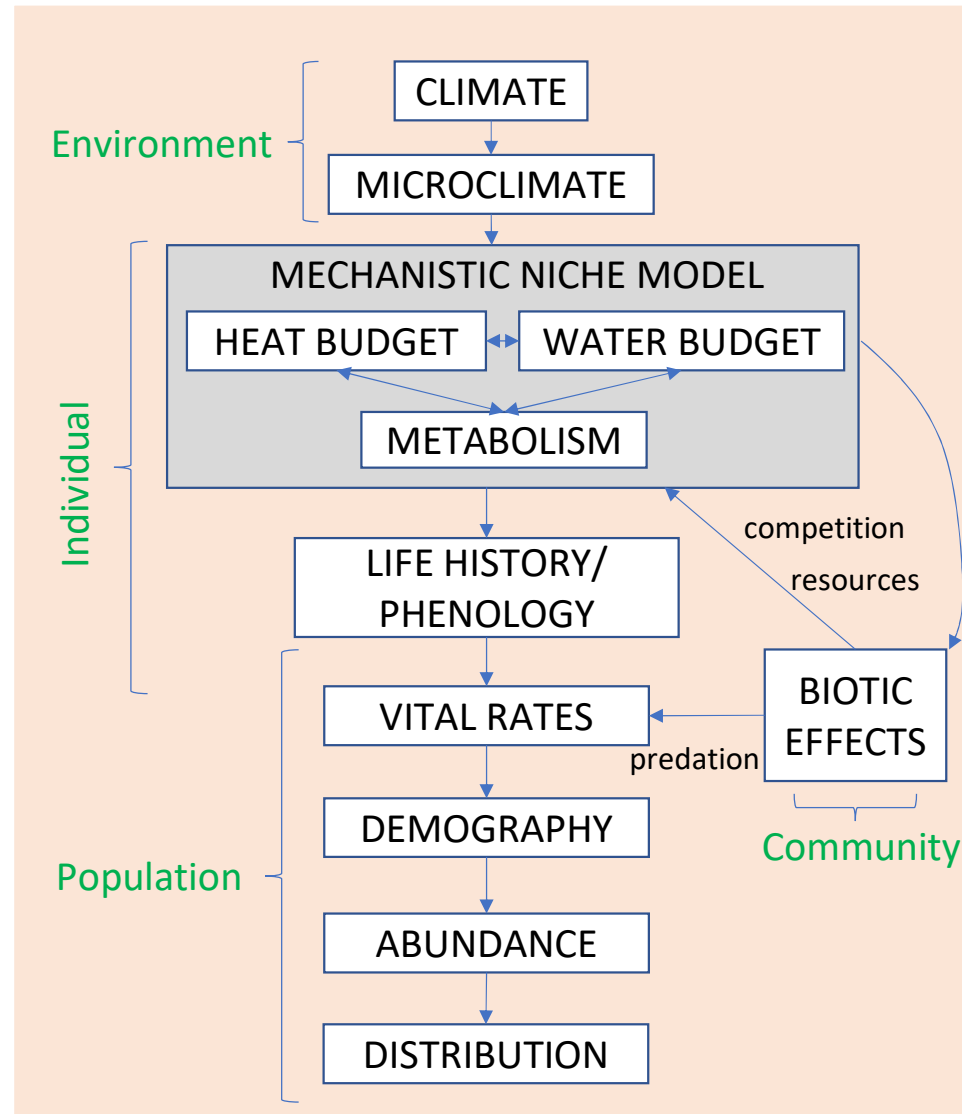 CLIMATE
Environment
MICROCLIMATE
MECHANISTIC NICHE MODEL
HEAT BUDGET
WATER BUDGET
METABOLISM
Individual
competition
resources
LIFE HISTORY/
PHENOLOGY
BIOTIC
EFFECTS
VITAL RATES
predation
DEMOGRAPHY
Community
Population
ABUNDANCE
DISTRIBUTION